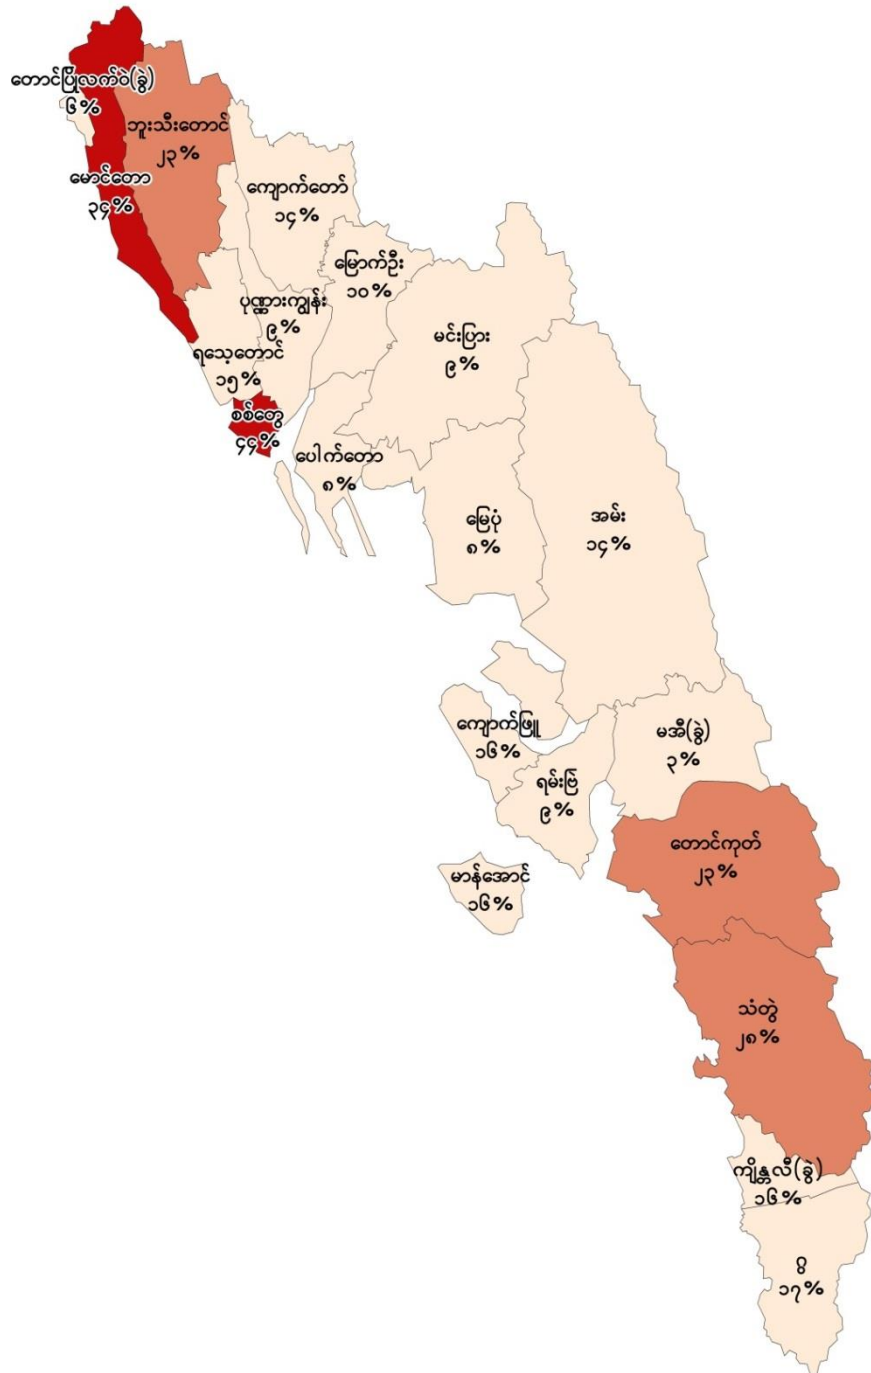 တောင်ပြိုလက်ဝဲ(ခွဲ)
၆%
ဘူးသီးတောင်
၂၃%
မောင်တော
၃၄%
ကျောက်တော်
၁၄%
မြောက်ဦး
၁၀%
ပုဏ္ဏားကျွန်း
၉%
မင်းပြား
၉%
ရသေ့တောင်
၁၅%
စစ်တွေ
၄၄%
ပေါက်တော
၈%
မြေပုံ
၈%
အမ်း
၁၄%
ကျောက်ဖြူ
၁၆%
မအီ(ခွဲ)
၃%
ရမ်းဗြဲ
၉%
တောင်ကုတ်
၂၃%
မာန်အောင်
၁၆%
သံတွဲ
၂၈%
ကျိန္တလီ(ခွဲ)
၁၆%
ဂွ
၁၇%